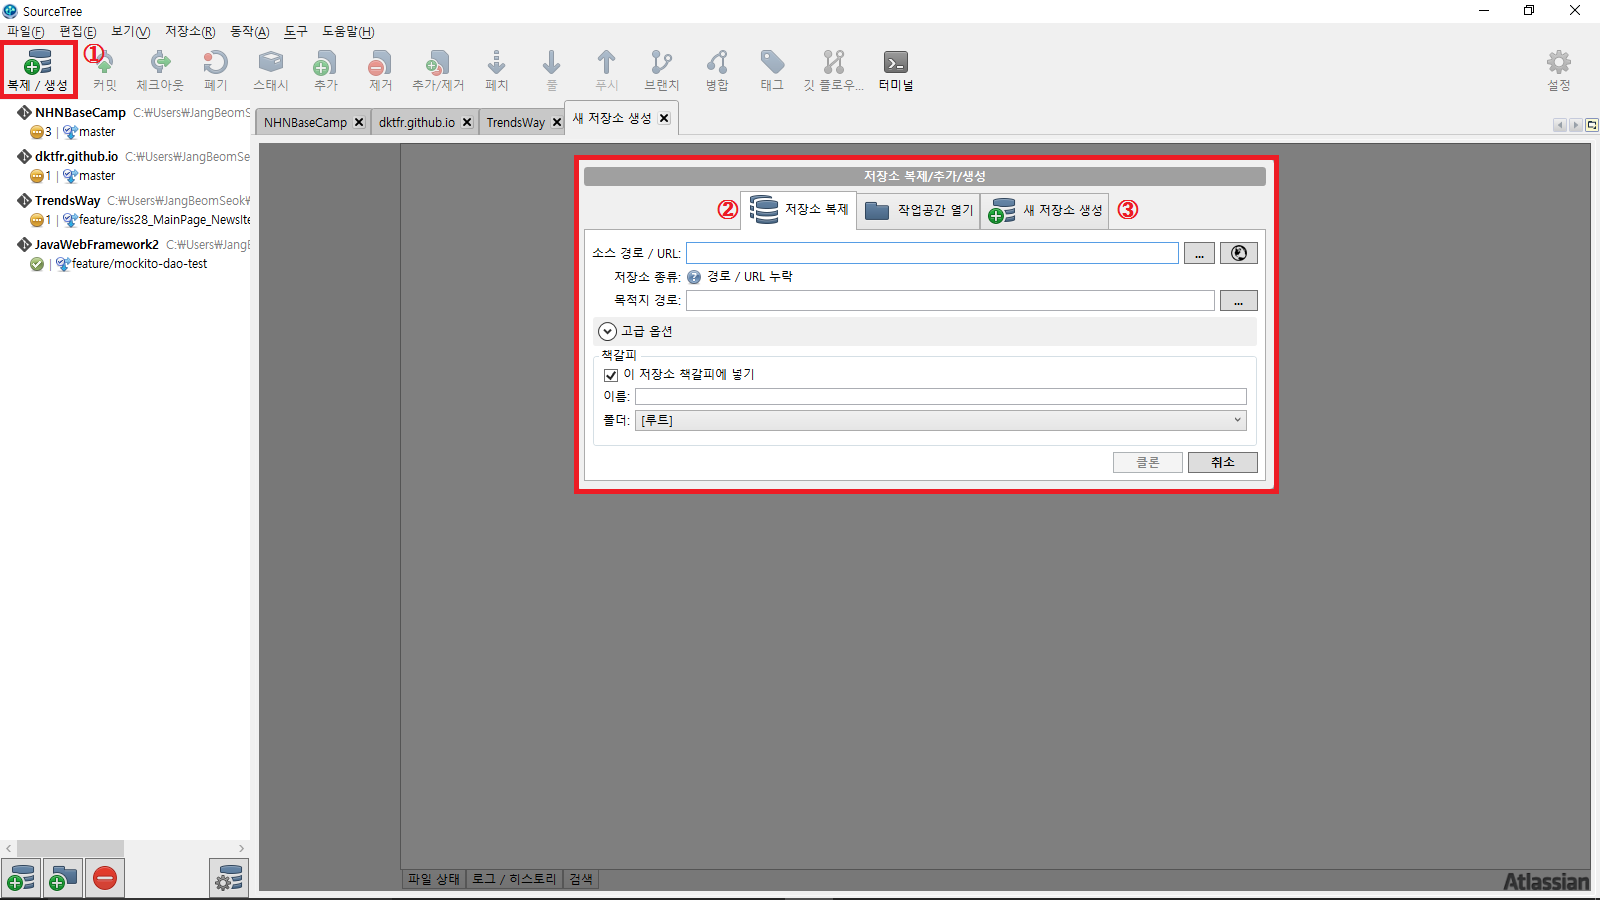 SourceTree
파일(F) 편집(E) 보기(V) 저장소(R) 동작(A) 도구 도움말(H)
복제 / 생성 ① 커밋 체크아웃 폐기 스태시 추가 제거 추가/제거 페치 풀 푸시 브랜치 병합 태그 깃 플로우... 터미널 설정
NHNBaseCamp C:₩Users₩JangBeomS
3 | master
dktfr.github.io C:₩Users₩JangBeomSe
1 | master
TrendsWay C:₩Users₩JangBeomSeok₩
1 | feature/iss28_MainPage_NewsIte
JavaWebFramework2 C:₩Users₩JangB
feature/mockito-dao-test
NHNBaseCamp dktfr.github.io TrendsWay 새 저장소 생성
저장소 복제/추가/생성
② 저장소 복제 작업공간 열기 새 저장소 생성 ③
소스 경로 / URL: ...
저장소 종류: ? 경로 / URL 누락
목적지 경로: ...
고급 옵션
책갈피
이 저장소 책갈피에 넣기
이름:
폴더: [루트]
클론 취소
파일 상태 로그 / 히스토리 검색
Atlassian